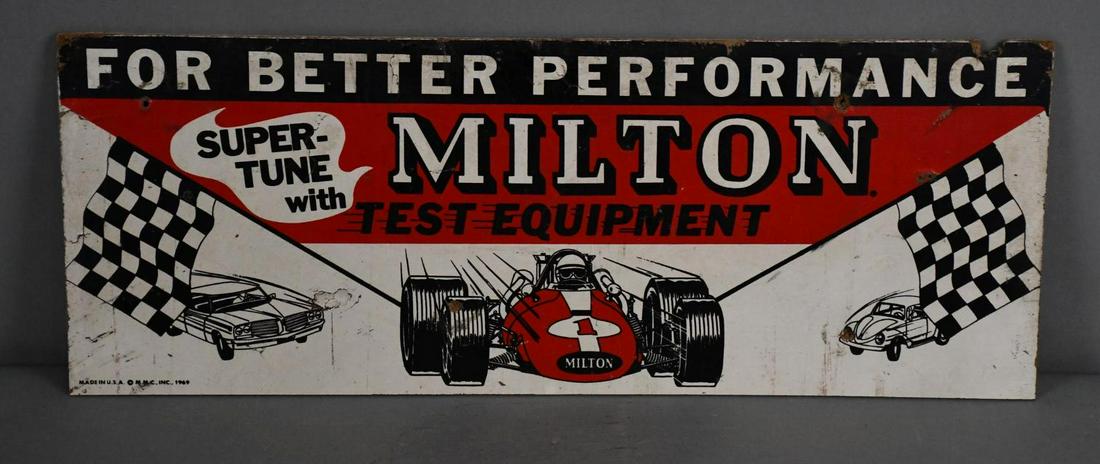 FOR BETTER PERFORMANCE
SUPER-
TUNE
with
MILTON.
TEST EQUIPMENT
1
MILTON
MADE IN U.S.A. © M.M.C., INC., 1969